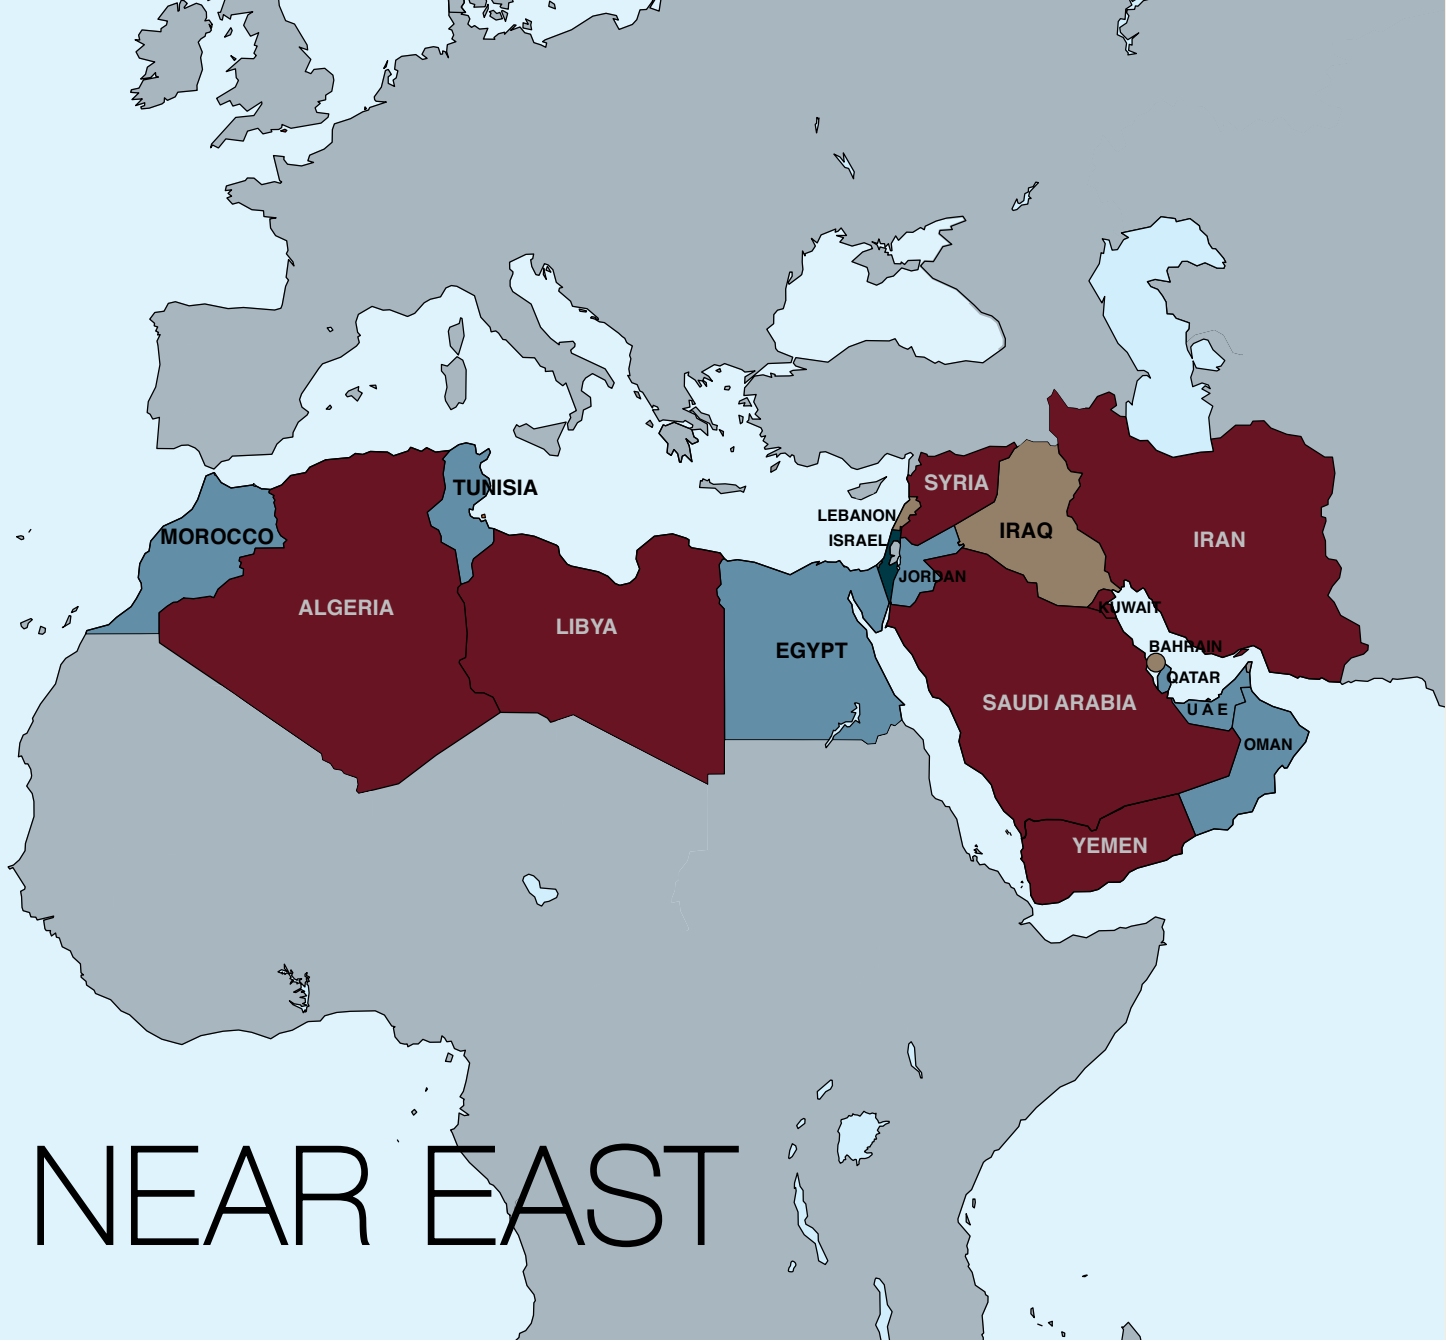 TUNISIA
SYRIA
LEBANON
MOROCCO
IRAQ
ISRAEL
IRAN
JORDAN
ALGERIA
KUWAIT
LIBYA
EGYPT
BAHRAIN
QATAR
SAUDI ARABIA
UAE
OMAN
YEMEN
NEAR EAST